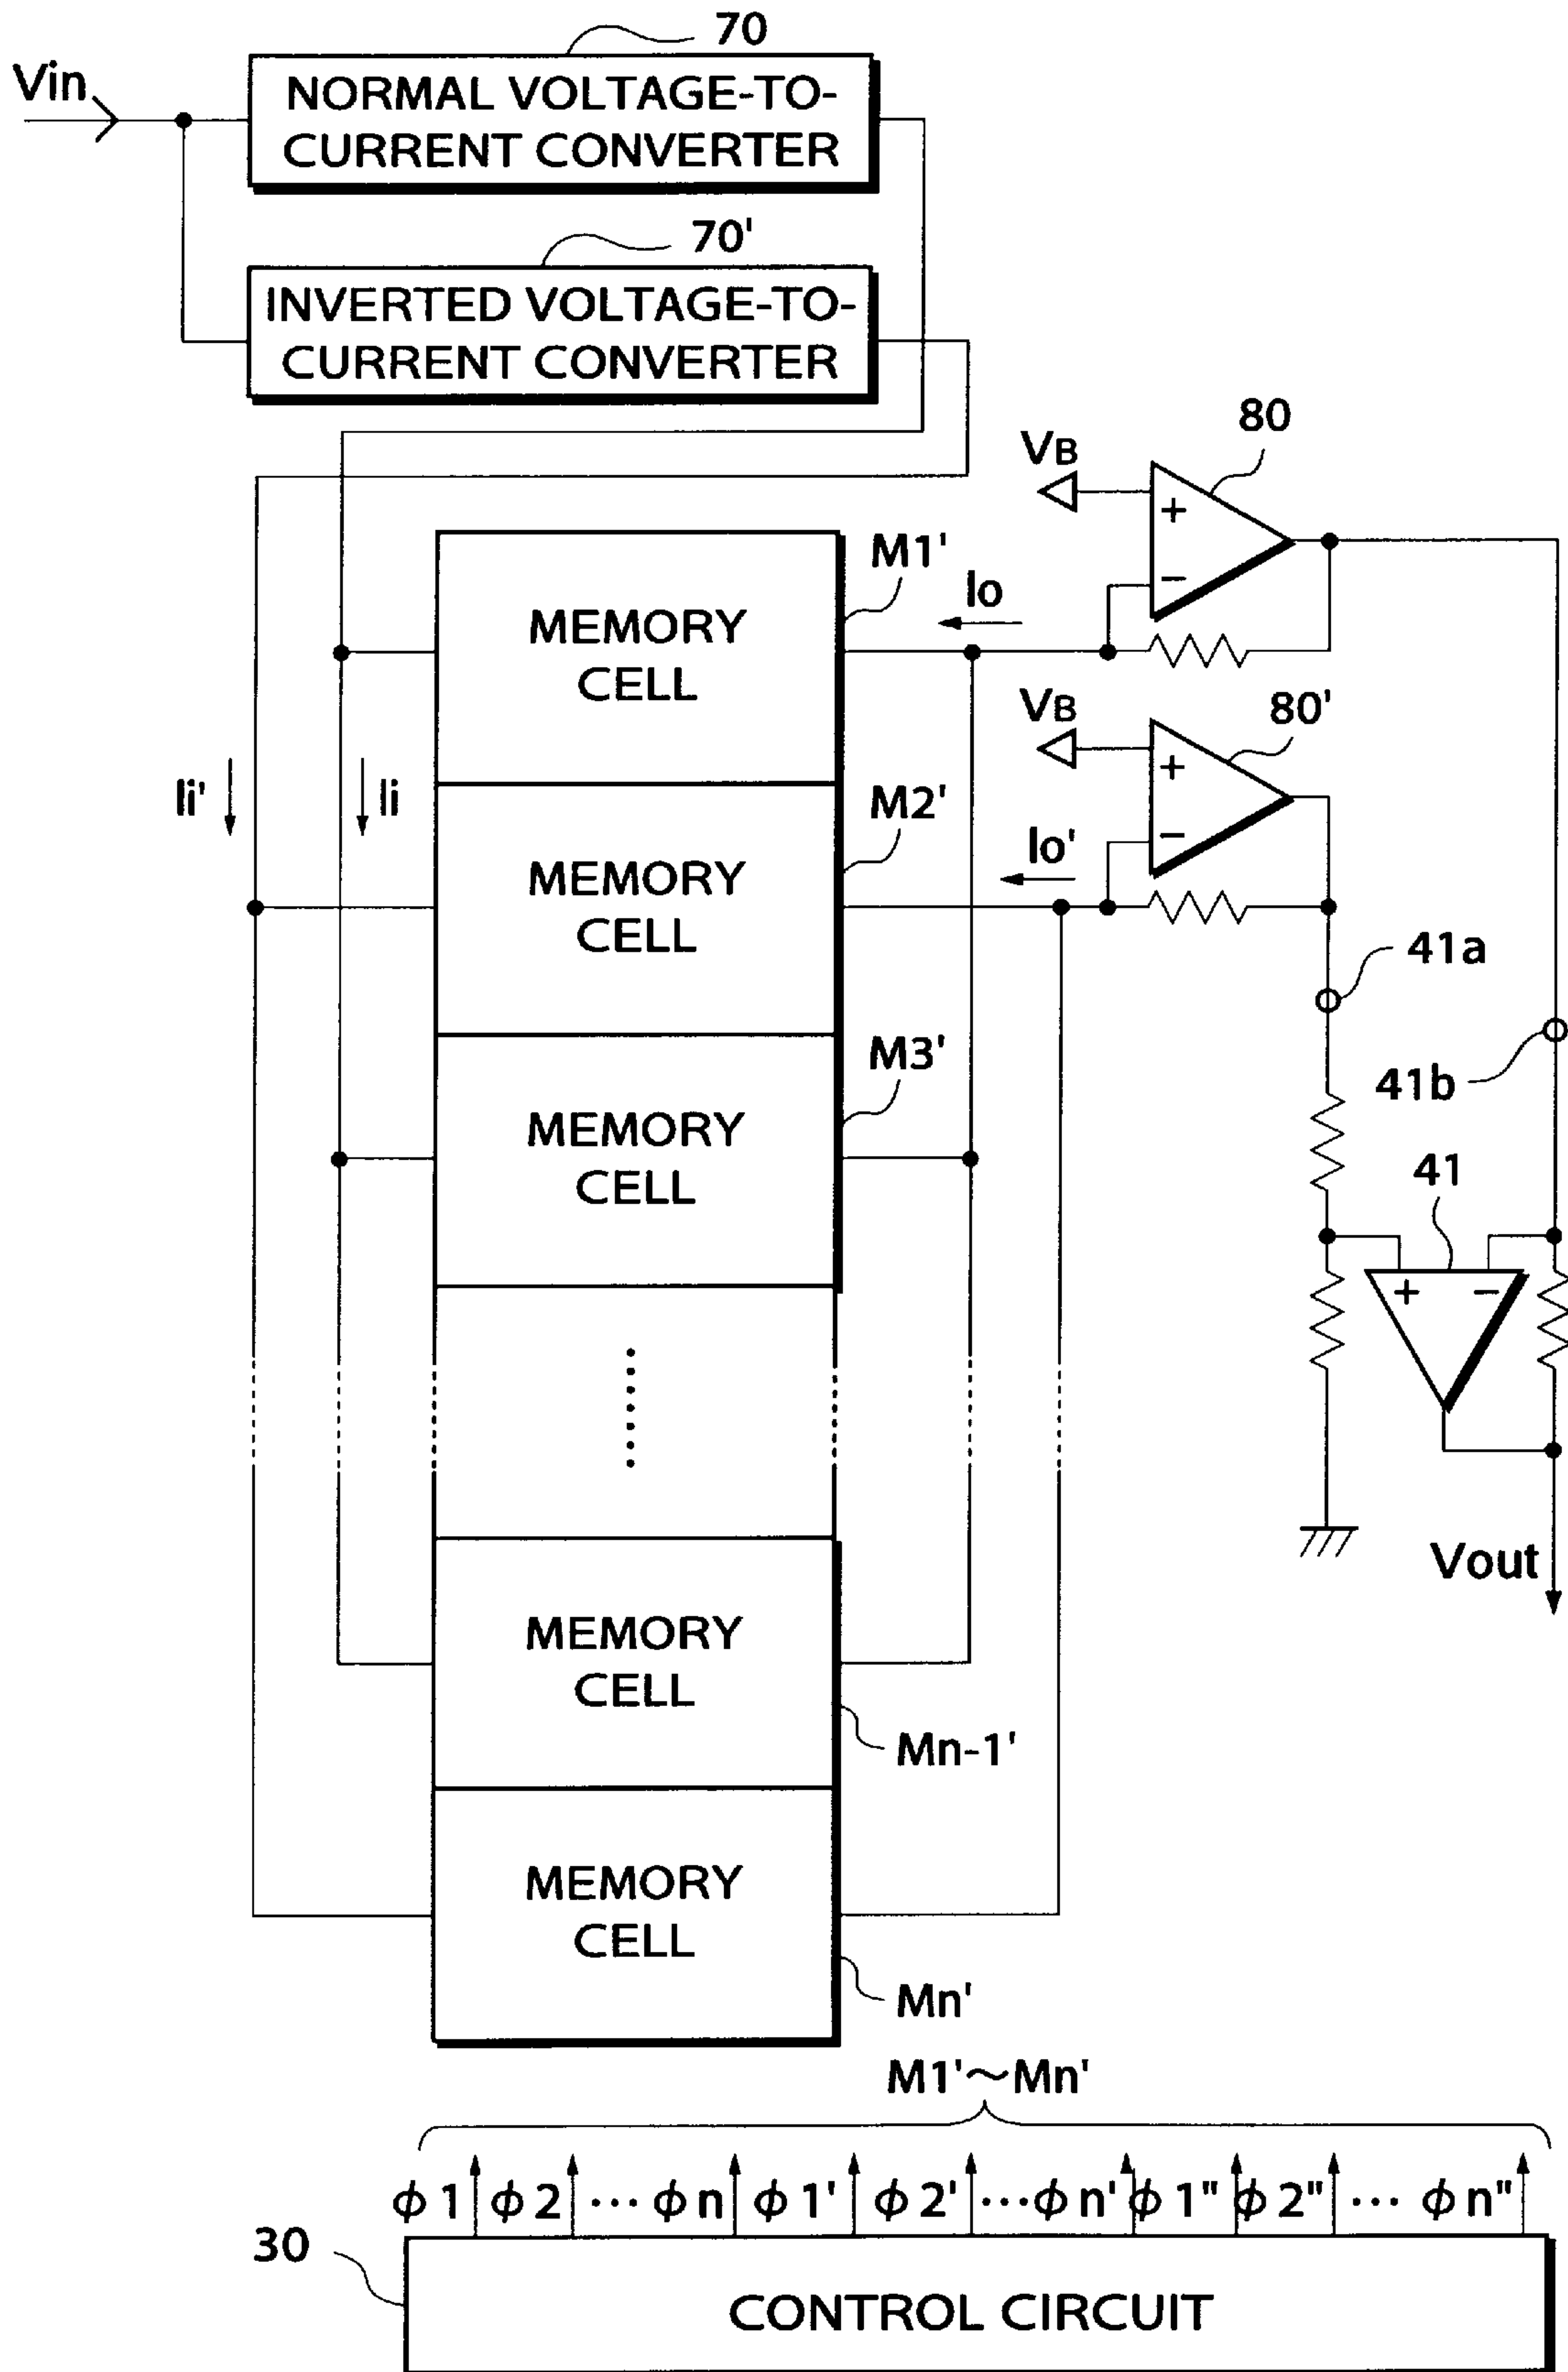 70
Vin
NORMAL VOLTAGE-TO-
CURRENT CONVERTER
70'
INVERTED VOLTAGE-TO-
CURRENT CONVERTER
80
VB
+
−
M1'
Io
MEMORY
CELL
VB
80'
+
−
Ii'
Ii
M2'
Io'
MEMORY
CELL
41a
M3'
41b
MEMORY
CELL
41
+ −
Vout
MEMORY
CELL
Mn-1'
MEMORY
CELL
Mn'
M1'~Mn'
ϕ1 ϕ2 ... ϕn ϕ1' ϕ2' ...ϕn' ϕ1" ϕ2" ... ϕn"
30
CONTROL CIRCUIT